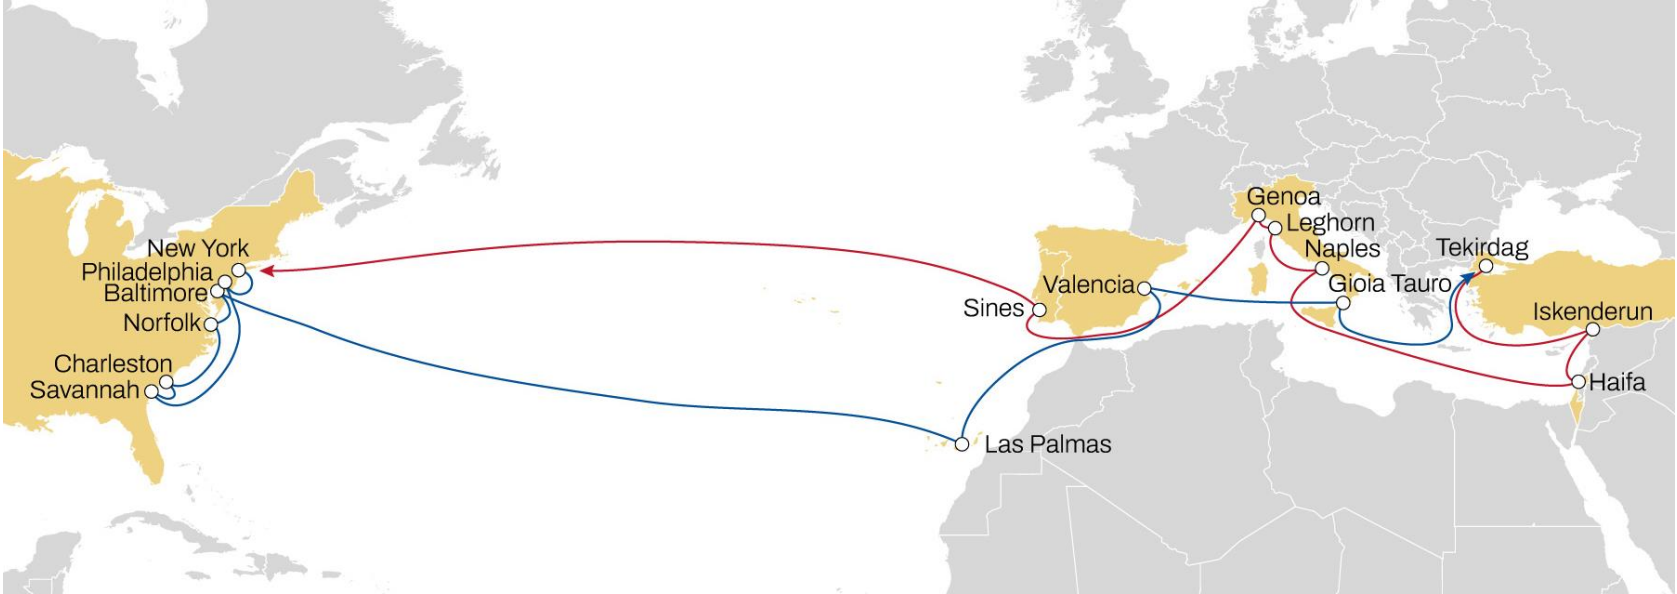 New York
Philadelphia
Baltimore
Norfolk
Charleston
Savannah
Las Palmas
Sines
Valencia
Genoa
Leghorn
Naples
Gioia Tauro
Tekirdag
Iskenderun
Haifa